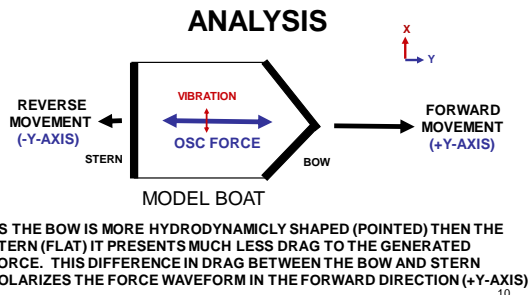 ANALYSIS
X
Y
REVERSE
MOVEMENT
(-Y-AXIS)
VIBRATION
OSC FORCE
STERN
BOW
FORWARD
MOVEMENT
(+Y-AXIS)
MODEL BOAT
S THE BOW IS MORE HYDRODYNAMICLY SHAPED (POINTED) THEN THE
TERN (FLAT) IT PRESENTS MUCH LESS DRAG TO THE GENERATED
ORCE. THIS DIFFERENCE IN DRAG BETWEEN THE BOW AND STERN
OLARIZES THE FORCE WAVEFORM IN THE FORWARD DIRECTION (+Y-AXIS)
10